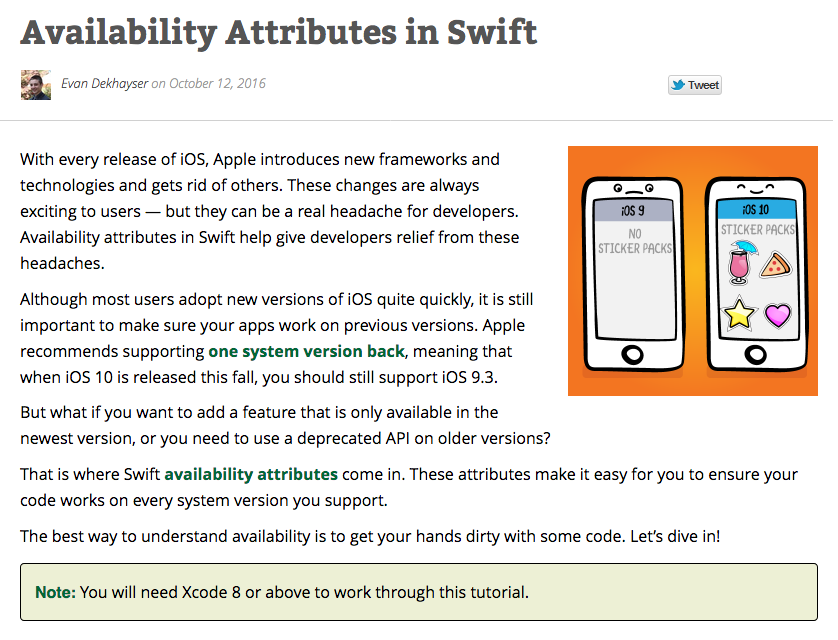 Availability Attributes in Swift
Evan Dekhayser on October 12, 2016
Tweet
With every release of iOS, Apple introduces new frameworks and
technologies and gets rid of others. These changes are always
exciting to users — but they can be a real headache for developers.
Availability attributes in Swift help give developers relief from these
headaches.
iOS 9
NO
STICKER PACKS
iOS 10
STICKER PACKS
Although most users adopt new versions of iOS quite quickly, it is still
important to make sure your apps work on previous versions. Apple
recommends supporting one system version back, meaning that
when iOS 10 is released this fall, you should still support iOS 9.3.
But what if you want to add a feature that is only available in the
newest version, or you need to use a deprecated API on older versions?
That is where Swift availability attributes come in. These attributes make it easy for you to ensure your
code works on every system version you support.
The best way to understand availability is to get your hands dirty with some code. Let’s dive in!
Note: You will need Xcode 8 or above to work through this tutorial.